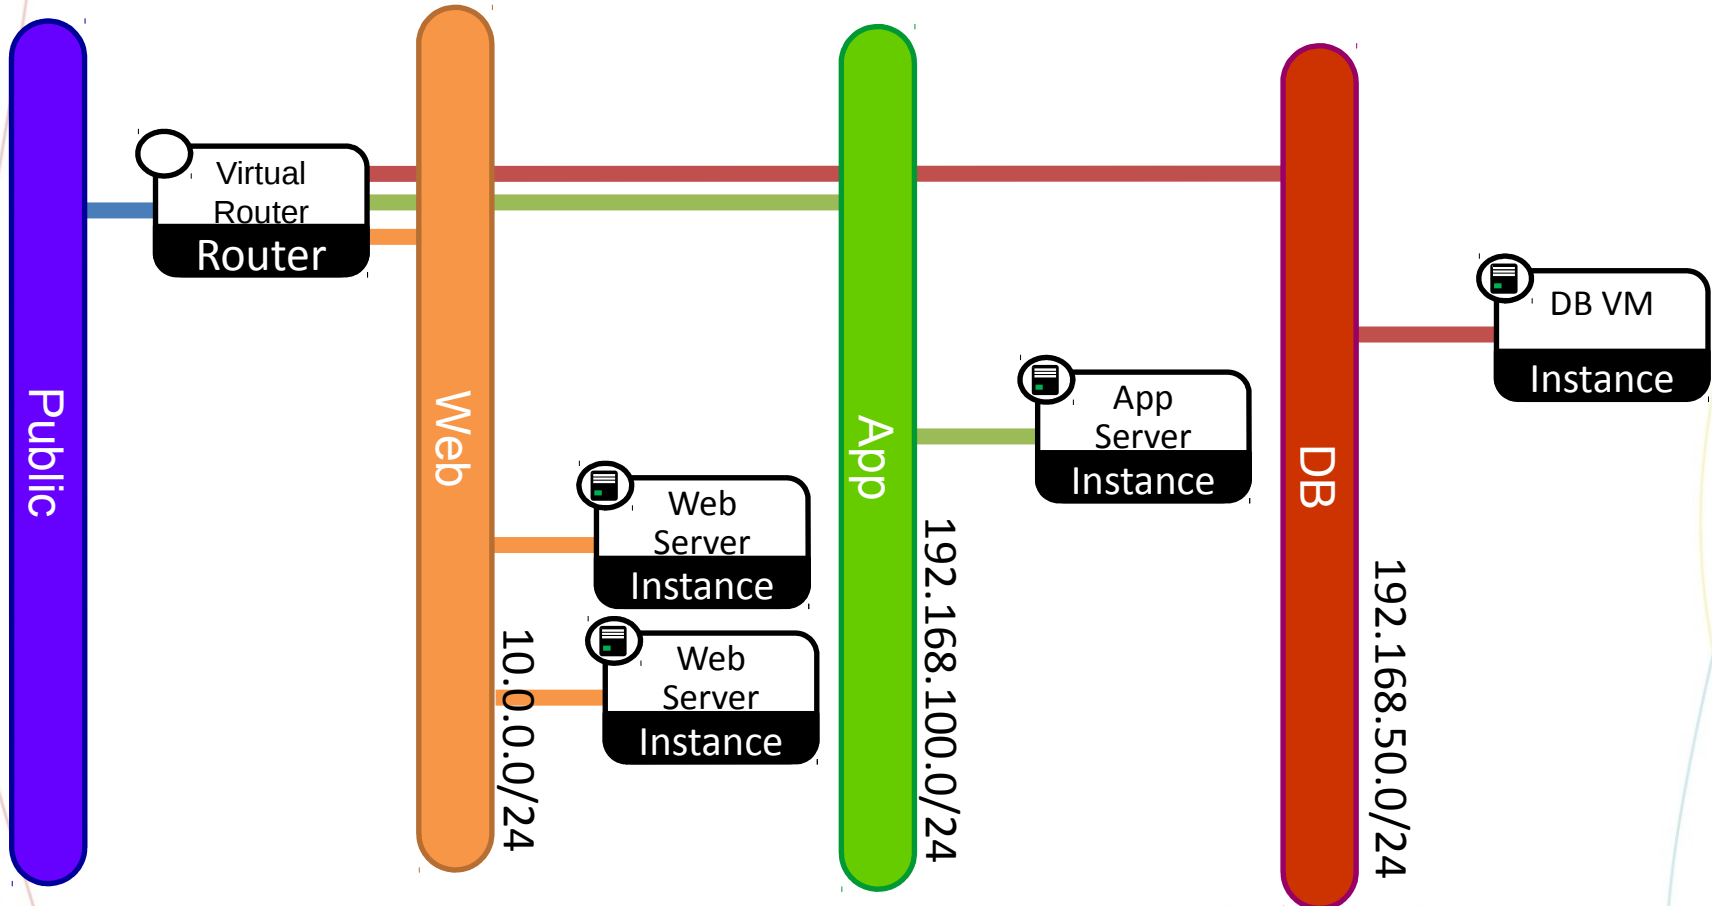 Public
Virtual
Router
Router
Web
Web
Server
Instance
Web
Server
Instance
10.0.0.0/24
App
192.168.100.0/24
App
Server
Instance
DB
192.168.50.0/24
DB VM
Instance